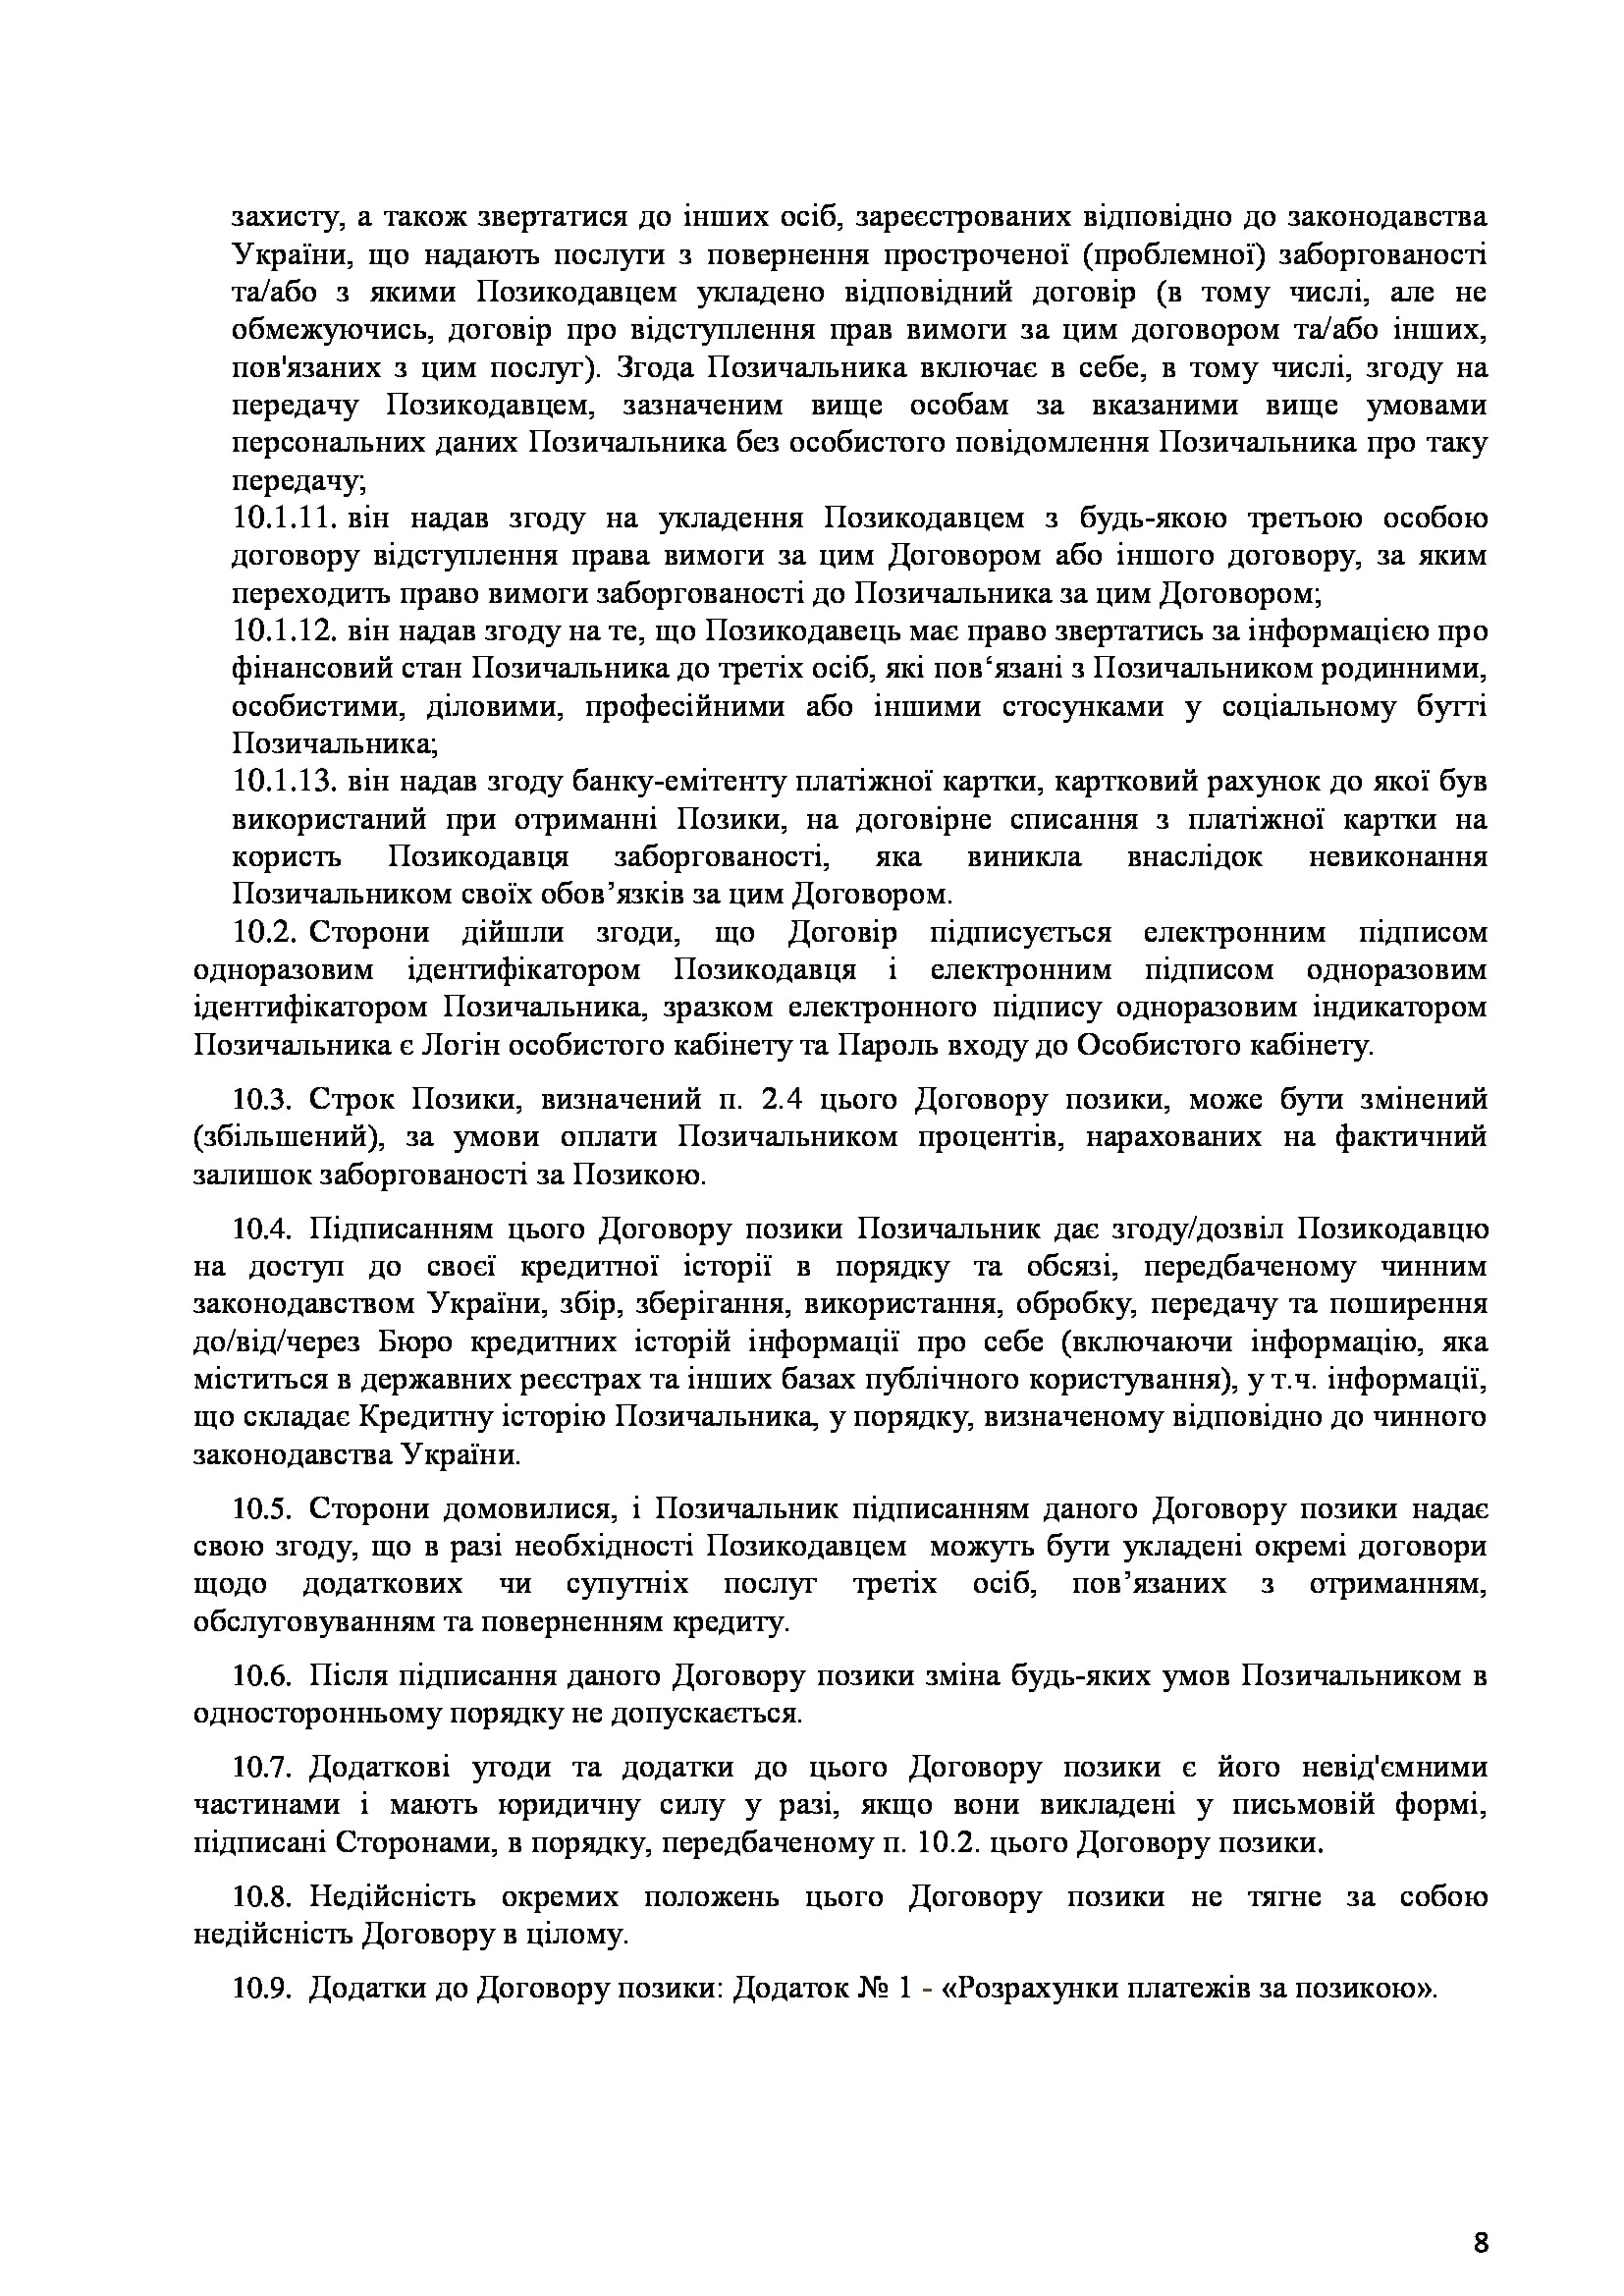 захисту, а також звертатися до інших осіб, зареєстрованих відповідно до законодавства
України, що надають послуги з повернення простроченої (проблемної) заборгованості
та/або з якими Позикодавцем укладено відповідний договір (в тому числі, але не
обмежуючись, договір про відступлення прав вимоги за цим договором та/або інших,
пов'язаних з цим послуг). Згода Позичальника включає в себе, в тому числі, згоду на
передачу Позикодавцем, зазначеним вище особам за вказаними вище умовами
персональних даних Позичальника без особистого повідомлення Позичальника про таку
передачу;
10.1.11. він надав згоду на укладення Позикодавцем з будь-якою третьою особою
договору відступлення права вимоги за цим Договором або іншого договору, за яким
переходить право вимоги заборгованості до Позичальника за цим Договором;
10.1.12. він надав згоду на те, що Позикодавець має право звертатись за інформацією про
фінансовий стан Позичальника до третіх осіб, які пов‘язані з Позичальником родинними,
особистими, діловими, професійними або іншими стосунками у соціальному бутті
Позичальника;
10.1.13. він надав згоду банку-емітенту платіжної картки, картковий рахунок до якої був
використаний при отриманні Позики, на договірне списання з платіжної картки на
користь Позикодавця заборгованості, яка виникла внаслідок невиконання
Позичальником своїх обов’язків за цим Договором.
10.2. Сторони дійшли згоди, що Договір підписується електронним підписом
одноразовим ідентифікатором Позикодавця і електронним підписом одноразовим
ідентифікатором Позичальника, зразком електронного підпису одноразовим індикатором
Позичальника є Логін особистого кабінету та Пароль входу до Особистого кабінету.
10.3. Строк Позики, визначений п. 2.4 цього Договору позики, може бути змінений
(збільшений), за умови оплати Позичальником процентів, нарахованих на фактичний
залишок заборгованості за Позикою.
10.4. Підписанням цього Договору позики Позичальник дає згоду/дозвіл Позикодавцю
на доступ до своєї кредитної історії в порядку та обсязі, передбаченому чинним
законодавством України, збір, зберігання, використання, обробку, передачу та поширення
до/від/через Бюро кредитних історій інформації про себе (включаючи інформацію, яка
міститься в державних реєстрах та інших базах публічного користування), у т.ч. інформації,
що складає Кредитну історію Позичальника, у порядку, визначеному відповідно до чинного
законодавства України.
10.5. Сторони домовилися, і Позичальник підписанням даного Договору позики надає
свою згоду, що в разі необхідності Позикодавцем можуть бути укладені окремі договори
щодо додаткових чи супутніх послуг третіх осіб, пов’язаних з отриманням,
обслуговуванням та поверненням кредиту.
10.6. Після підписання даного Договору позики зміна будь-яких умов Позичальником в
односторонньому порядку не допускається.
10.7. Додаткові угоди та додатки до цього Договору позики є його невід'ємними
частинами і мають юридичну силу у разі, якщо вони викладені у письмовій формі,
підписані Сторонами, в порядку, передбаченому п. 10.2. цього Договору позики.
10.8. Недійсність окремих положень цього Договору позики не тягне за собою
недійсність Договору в цілому.
10.9. Додатки до Договору позики: Додаток № 1 - «Розрахунки платежів за позикою».
8